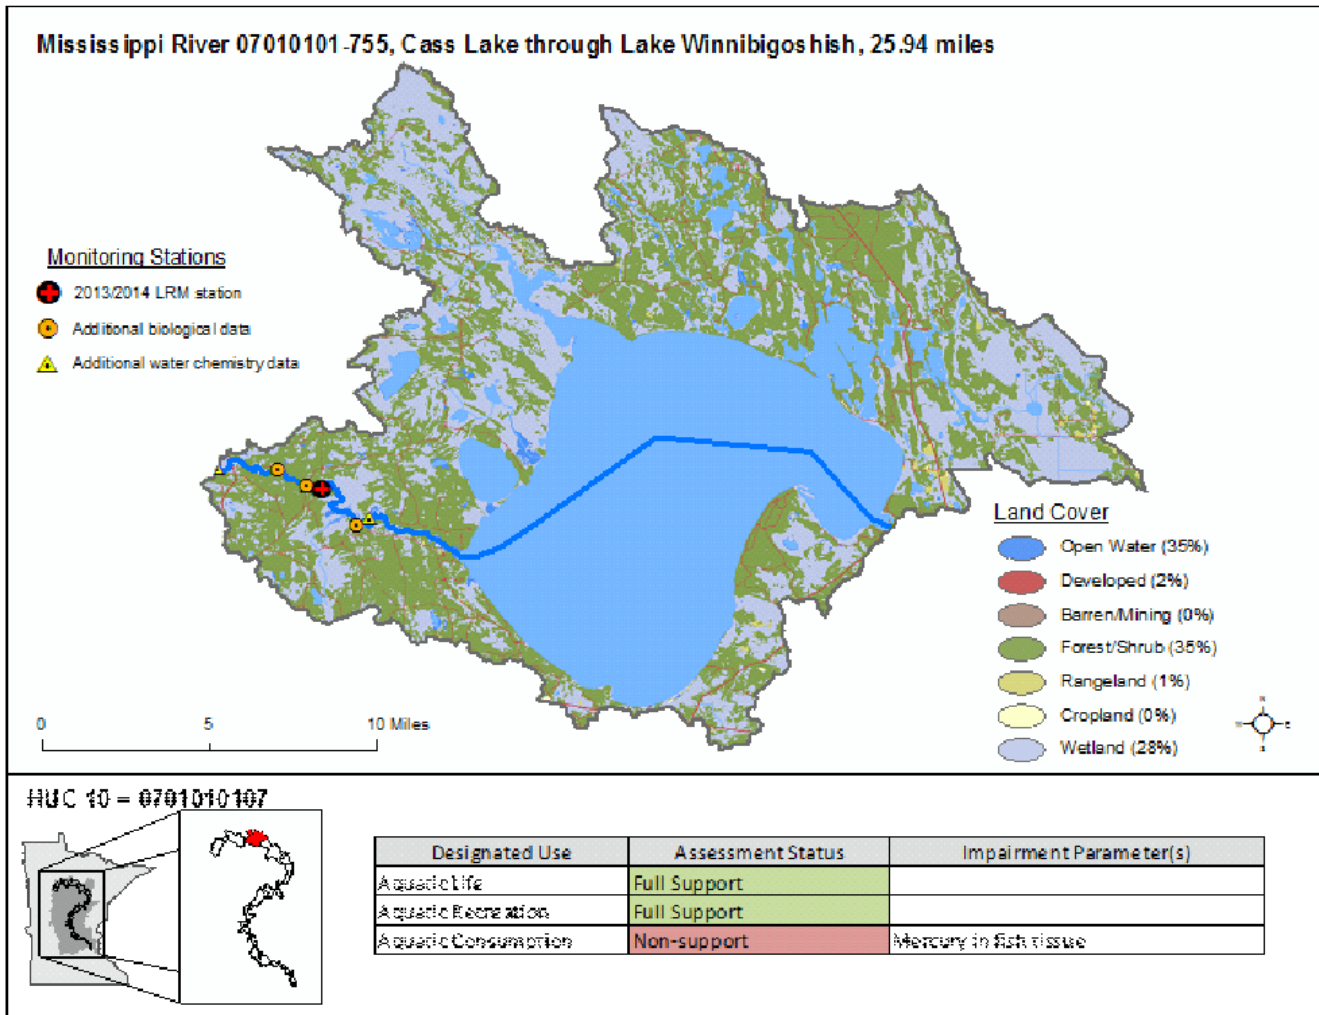 Mississippi River 07010101-755, Cass Lake through Lake Winnibigoshish, 25.94 miles
Monitoring Stations
2013/2014 LRM station
Additional biological data
Additional water chemistry data
Land Cover
Open Water (35%)
Developed (2%)
Barren/Mining (0%)
Forest/Shrub (35%)
Rangeland (1%)
Cropland (0%)
Wetland (28%)
0 5 10 Miles
HUC 10 = 0701010107
Designated Use Assessment Status Impairment Parameter(s)
Aquatic Life Full Support
Aquatic Recreation Full Support
Aquatic Consumption Non-support Mercury in fish tissue